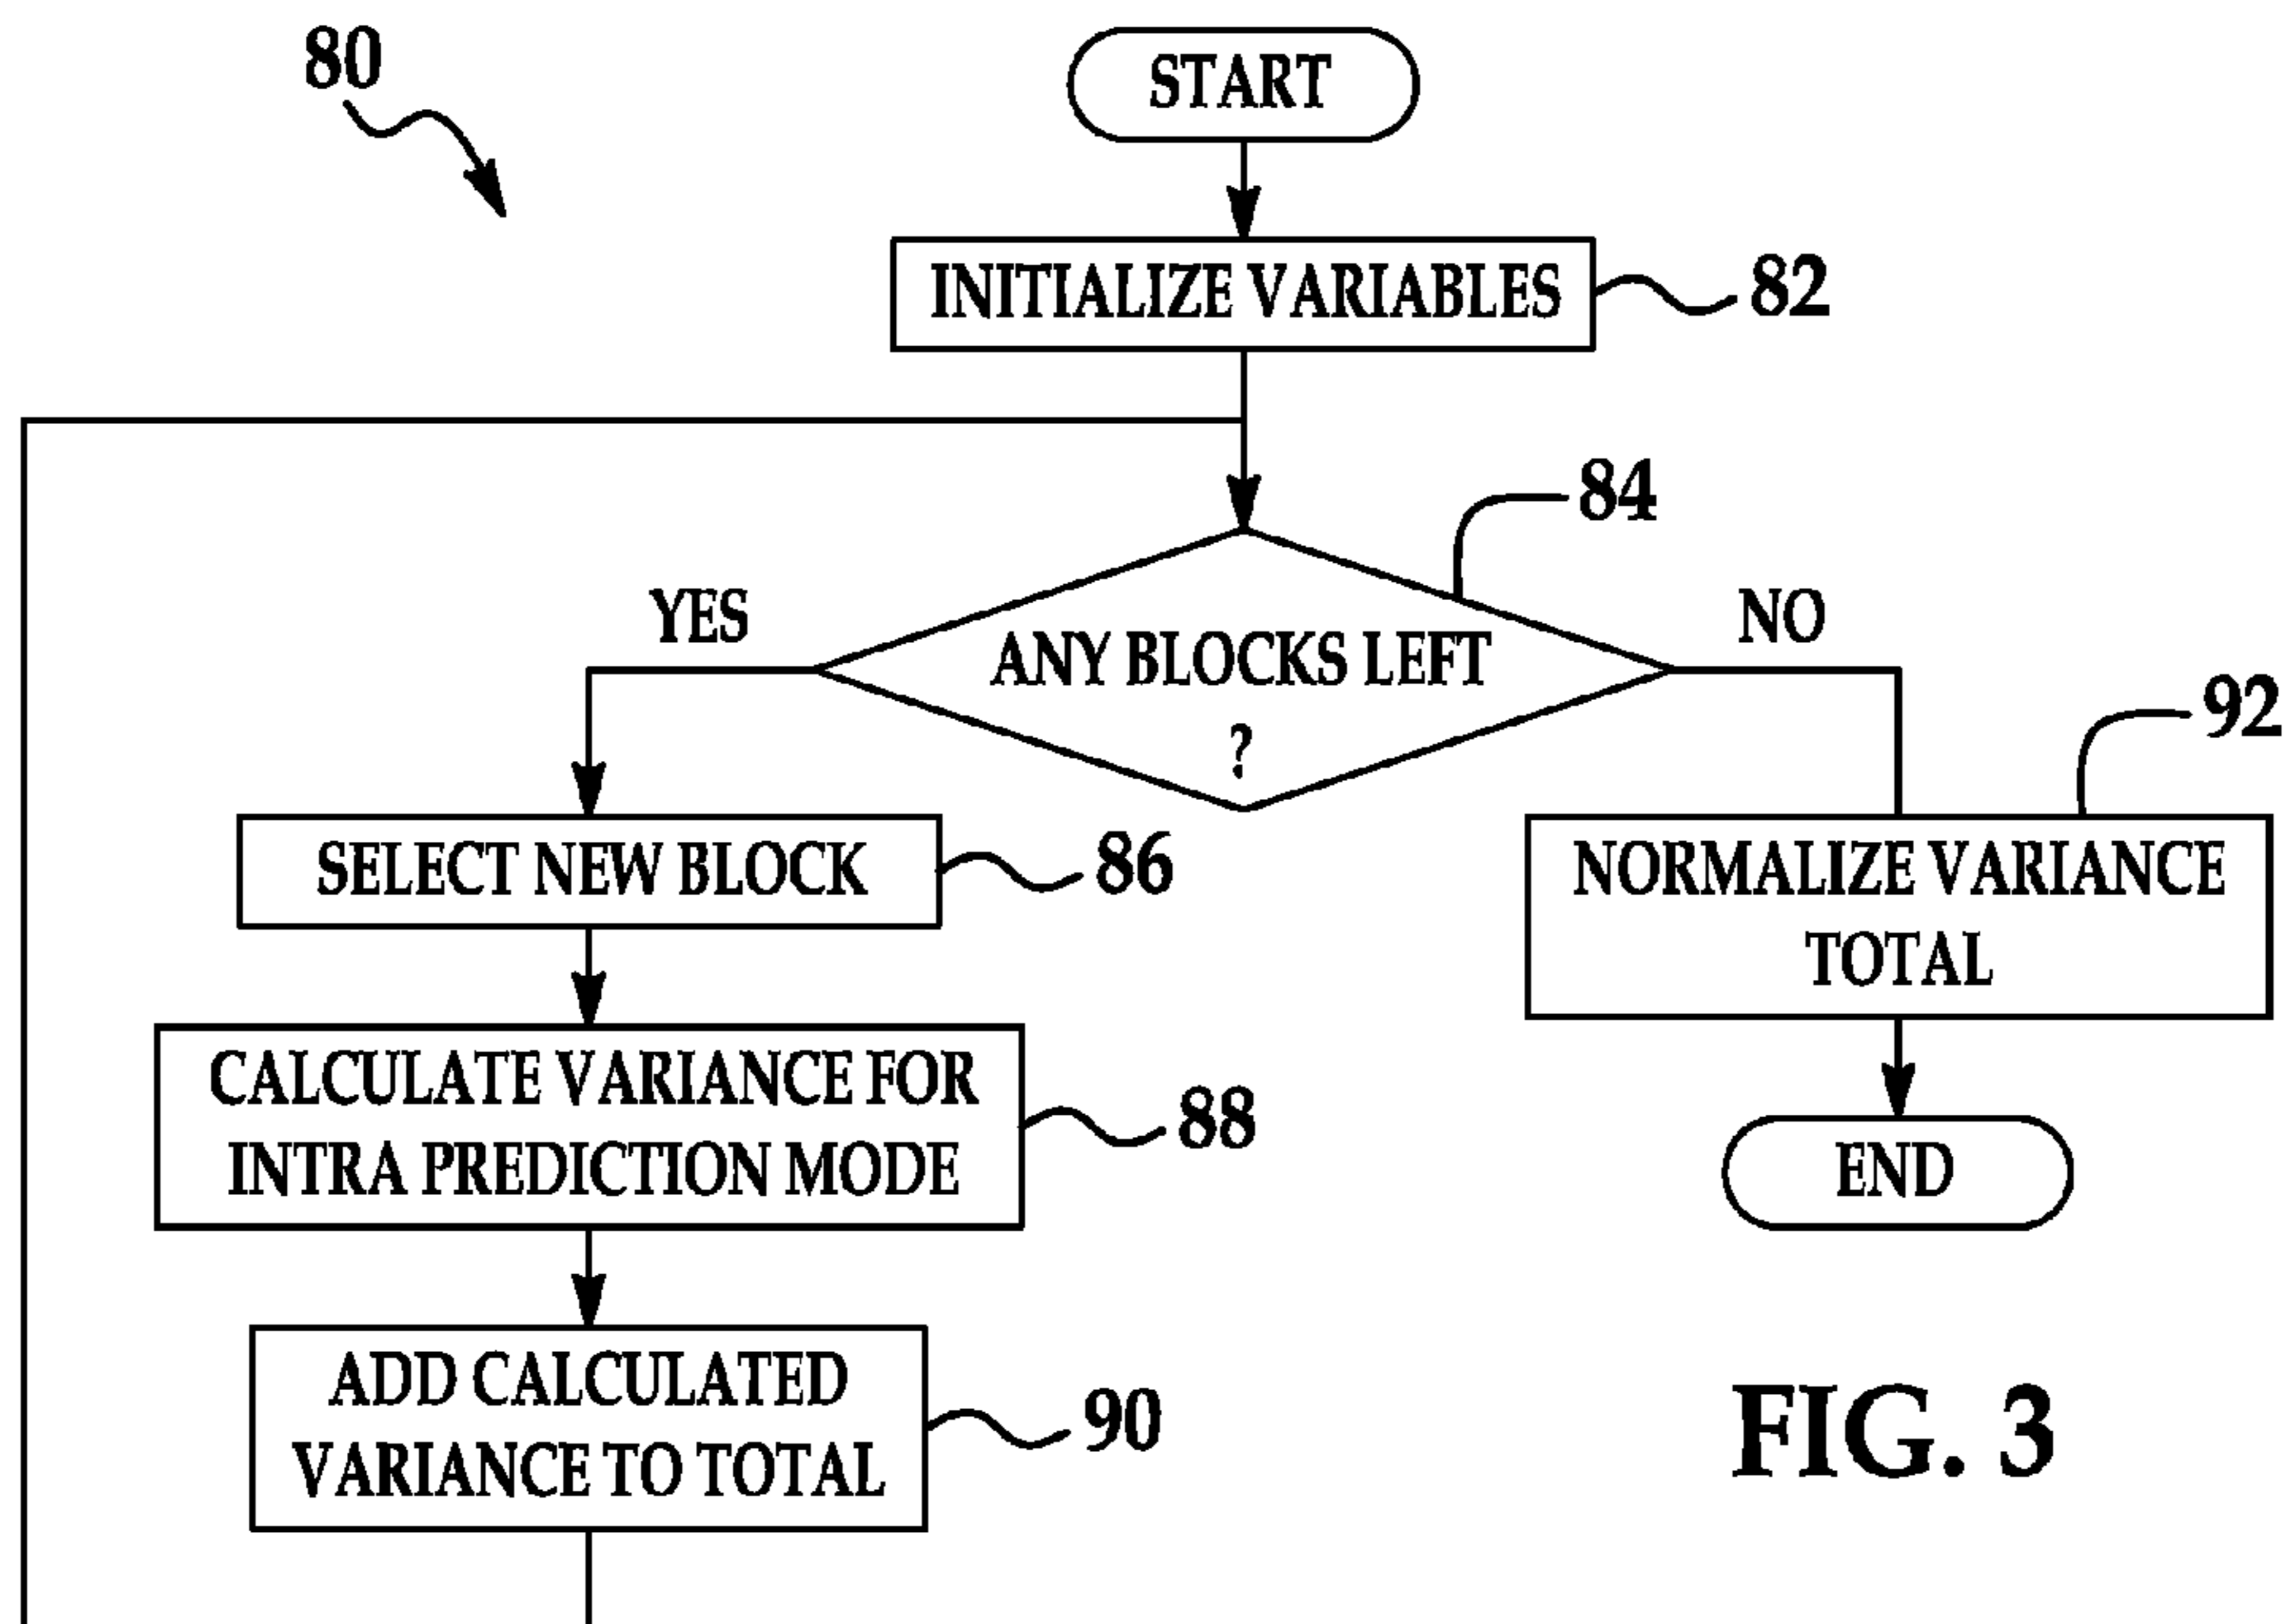 80
START
INITIALIZE VARIABLES
82
84
YES
NO
ANY BLOCKS LEFT
?
92
SELECT NEW BLOCK
86
NORMALIZE VARIANCE
TOTAL
CALCULATE VARIANCE FOR
INTRA PREDICTION MODE
88
END
ADD CALCULATED
VARIANCE TO TOTAL
90
FIG. 3